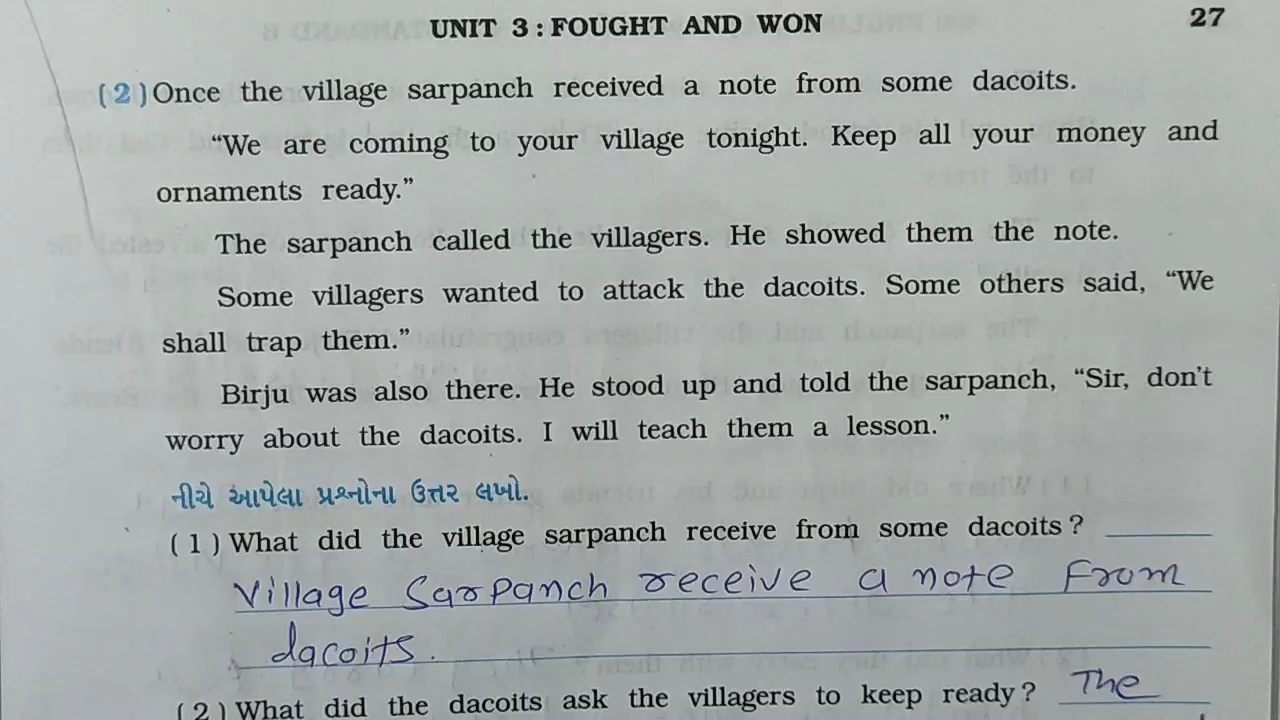 UNIT 3 : FOUGHT AND WON 27
(2) Once the village sarpanch received a note from some dacoits.
“We are coming to your village tonight. Keep all your money and
ornaments ready.”
The sarpanch called the villagers. He showed them the note.
Some villagers wanted to attack the dacoits. Some others said, “We
shall trap them.”
Birju was also there. He stood up and told the sarpanch, “Sir, don’t
worry about the dacoits. I will teach them a lesson.”
નીચે આપેલા પ્રશ્નોના ઉત્તર લખો.
(1) What did the village sarpanch receive from some dacoits ?
Village Sarpanch receive a note From
dacoits.
(2) What did the dacoits ask the villagers to keep ready ? The